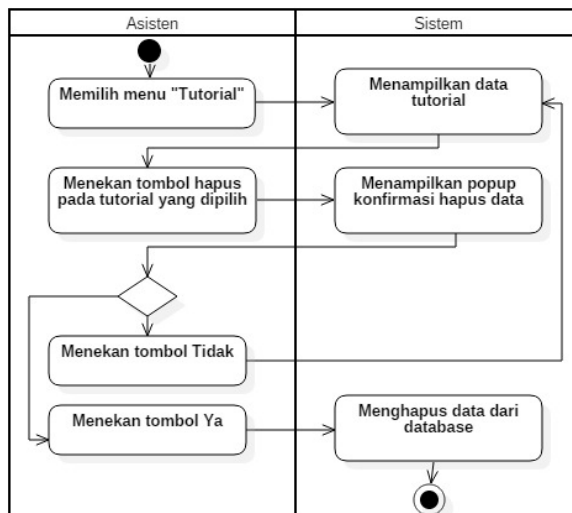 Asisten
Sistem
Memilih menu "Tutorial"
Menampilkan data
tutorial
Menekan tombol hapus
pada tutorial yang dipilih
Menampilkan popup
konfirmasi hapus data
Menekan tombol Tidak
Menekan tombol Ya
Menghapus data dari
database